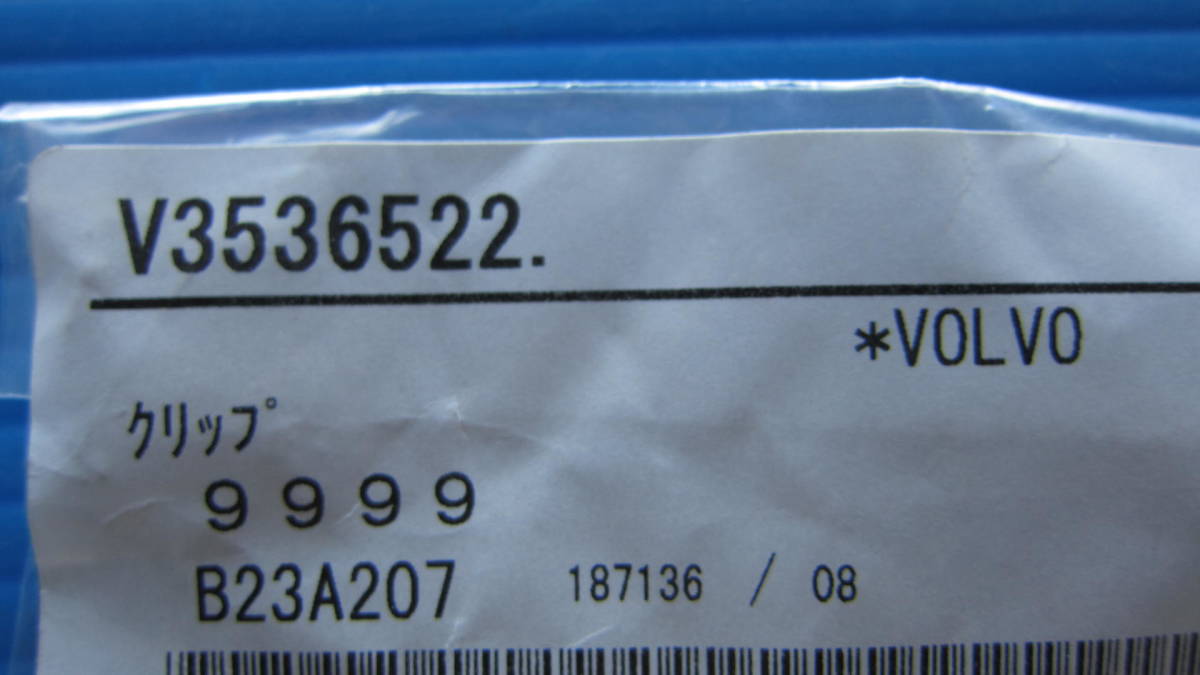 V3536522.
*VOLVO
ｸﾘｯﾌﾟ
９９９９
B23A207 187136 / 08